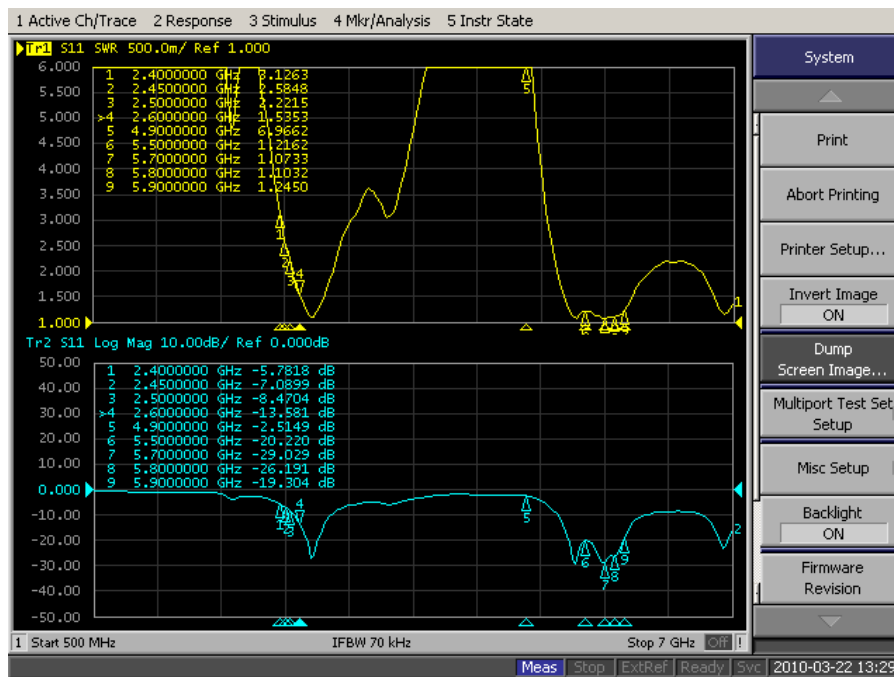 1 Active Ch/Trace 2 Response 3 Stimulus 4 Mkr/Analysis 5 Instr State
Tr1 S11 SWR 500.0m/ Ref 1.000
6.000
5.500
5.000
4.500
4.000
3.500
3.000
2.500
2.000
1.500
1.000
1 2.4000000 GHz 3.1263
2 2.4500000 GHz 2.5848
3 2.5000000 GHz 2.2215
>4 2.6000000 GHz 1.5353
5 4.9000000 GHz 6.9662
6 5.5000000 GHz 1.2162
7 5.7000000 GHz 1.0733
8 5.8000000 GHz 1.1032
9 5.9000000 GHz 1.2450
Tr2 S11 Log Mag 10.00dB/ Ref 0.000dB
50.00
40.00
30.00
20.00
10.00
0.000
-10.00
-20.00
-30.00
-40.00
-50.00
1 2.4000000 GHz -5.7818 dB
2 2.4500000 GHz -7.0899 dB
3 2.5000000 GHz -8.4704 dB
>4 2.6000000 GHz -13.581 dB
5 4.9000000 GHz -2.5149 dB
6 5.5000000 GHz -20.220 dB
7 5.7000000 GHz -29.029 dB
8 5.8000000 GHz -26.191 dB
9 5.9000000 GHz -19.304 dB
1 Start 500 MHz IFBW 70 kHz Stop 7 GHz Off !
Meas Stop ExtRef Ready Svc 2010-03-22 13:29
System
Print
Abort Printing
Printer Setup...
Invert Image
ON
Dump
Screen Image...
Multiport Test Set
Setup
Misc Setup
Backlight
ON
Firmware
Revision